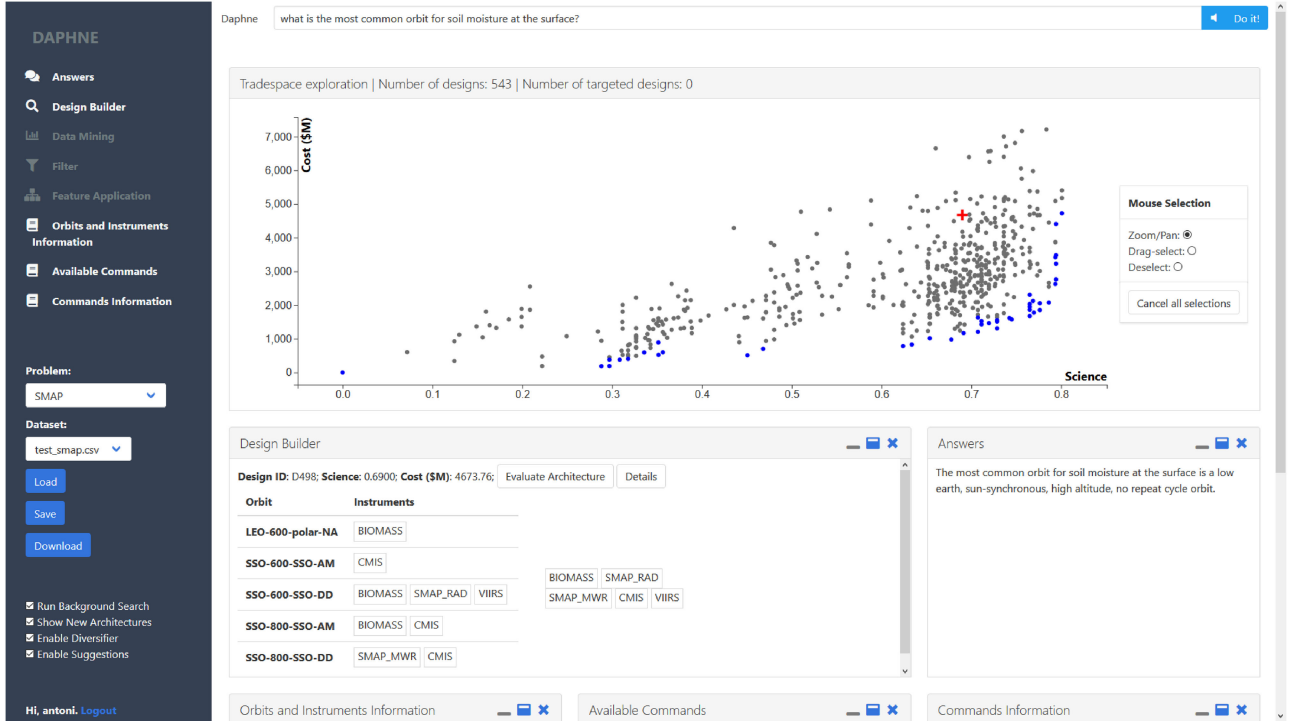 DAPHNE
Answers
Design Builder
Data Mining
Filter
Feature Application
Orbits and Instruments
Information
Available Commands
Commands Information
Problem:
SMAP
Dataset:
test_smap.csv
Load
Save
Download
Run Background Search
Show New Architectures
Enable Diversifier
Enable Suggestions
Hi, antoni. Logout
Daphne what is the most common orbit for soil moisture at the surface? Do it!
Tradespace exploration | Number of designs: 543 | Number of targeted designs: 0
Cost ($M)
7,000
6,000
5,000
4,000
3,000
2,000
1,000
0
Science
0.0 0.1 0.2 0.3 0.4 0.5 0.6 0.7 0.8
Mouse Selection
Zoom/Pan:
Drag-select:
Deselect:
Cancel all selections
Design Builder
Design ID: D498; Science: 0.6900; Cost ($M): 4673.76; Evaluate Architecture Details
Orbit Instruments
LEO-600-polar-NA BIOMASS
SSO-600-SSO-AM CMIS
SSO-600-SSO-DD BIOMASS SMAP_RAD VIIRS
SSO-800-SSO-AM BIOMASS CMIS
SSO-800-SSO-DD SMAP_MWR CMIS
BIOMASS SMAP_RAD
SMAP_MWR CMIS VIIRS
Answers
The most common orbit for soil moisture at the surface is a low
earth, sun-synchronous, high altitude, no repeat cycle orbit.
Orbits and Instruments Information
Available Commands
Commands Information